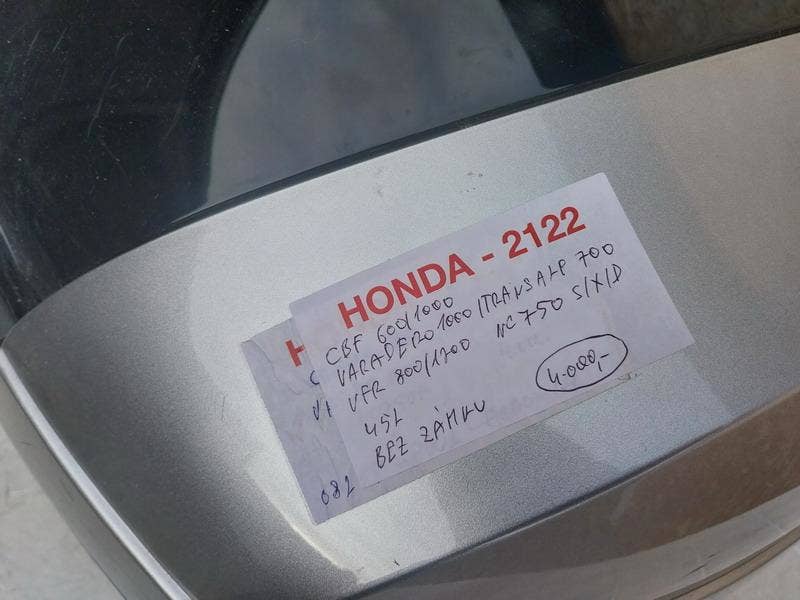 HONDA - 2122
CBF 600/1000
VARADERO 1000/TRANSALP 700
VFR 800/1200 NC 750 S/X/D
45L
4.000,-
BEZ ZÁMKU
H
082